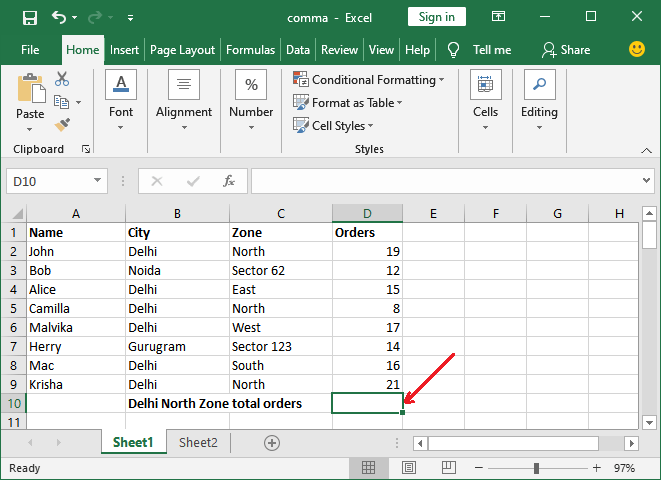 comma - Excel
Sign in
File Home Insert Page Layout Formulas Data Review View Help Tell me Share
Paste
Clipboard
A
Font
Alignment
%
Number
Conditional Formatting
Format as Table
Cell Styles
Styles
Cells
Editing
D10
fx
A B C D E F G H
1 Name City Zone Orders
2 John Delhi North 19
3 Bob Noida Sector 62 12
4 Alice Delhi East 15
5 Camilla Delhi North 8
6 Malvika Delhi West 17
7 Herry Gurugram Sector 123 14
8 Mac Delhi South 16
9 Krisha Delhi North 21
10 Delhi North Zone total orders
11
Sheet1 Sheet2
Ready
97%